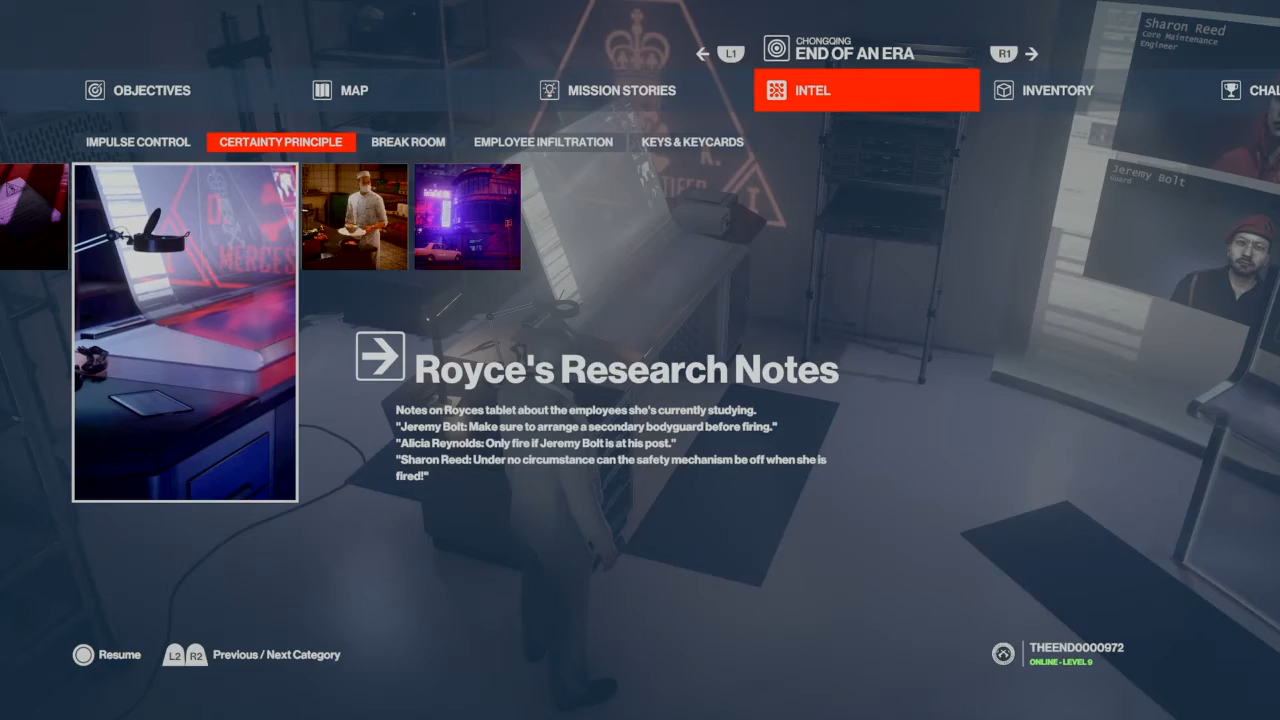 Sharon Reed
Core Maintenance
Engineer
L1
CHONGQING
END OF AN ERA
R1
OBJECTIVES
MAP
MISSION STORIES
INTEL
INVENTORY
CHAL
IMPULSE CONTROL
CERTAINTY PRINCIPLE
BREAK ROOM
EMPLOYEE INFILTRATION
KEYS & KEYCARDS
Jeremy Bolt
Guard
MERCES
Royce's Research Notes
Notes on Royces tablet about the employees she's currently studying.
"Jeremy Bolt: Make sure to arrange a secondary bodyguard before firing."
"Alicia Reynolds: Only fire if Jeremy Bolt is at his post."
"Sharon Reed: Under no circumstance can the safety mechanism be off when she is
fired!"
Resume
L2 R2 Previous / Next Category
THEEND0000972
ONLINE - LEVEL 9